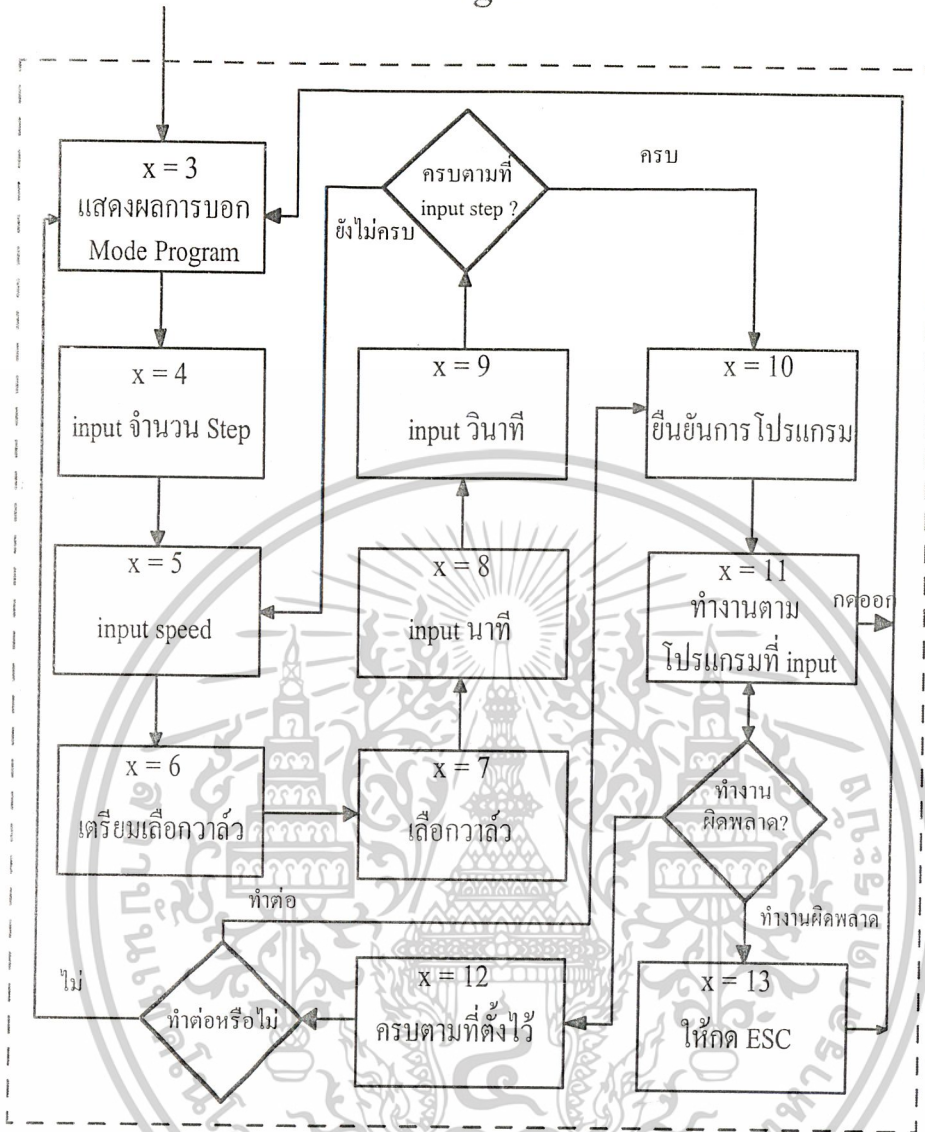 x = 3
แสดงผลการบอก
Mode Program
x = 4
input จำนวน Step
x = 5
input speed
x = 6
เตรียมเลือกวาล์ว
x = 7
เลือกวาล์ว
x = 8
input นาที
x = 9
input วินาที
ครบตามที่
input step ?
ยังไม่ครบ
ครบ
x = 10
ยืนยันการโปรแกรม
x = 11
ทำงานตาม
โปรแกรมที่ input
กดออก
ทำงาน
ผิดพลาด?
ทำงานผิดพลาด
x = 13
ให้กด ESC
x = 12
ครบตามที่ตั้งไว้
ทำต่อหรือไม่
ทำต่อ
ไม่